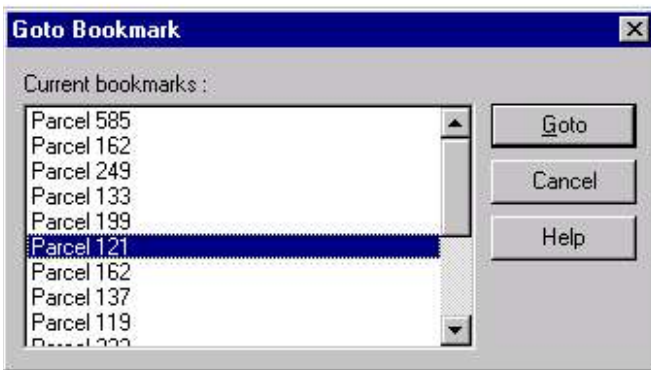 Goto Bookmark
Current bookmarks :
Parcel 585
Parcel 162
Parcel 249
Parcel 133
Parcel 199
Parcel 121
Parcel 162
Parcel 137
Parcel 119
Goto
Cancel
Help